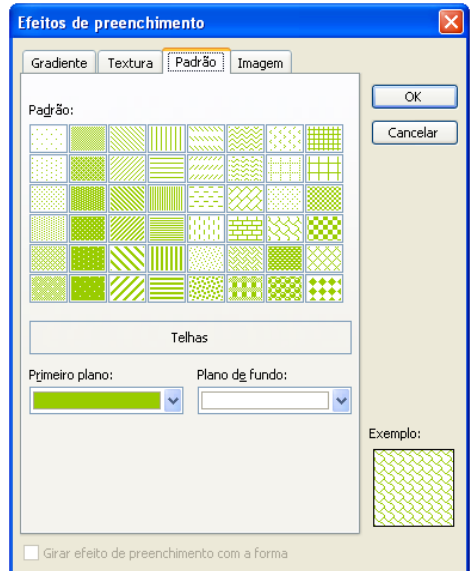 Efeitos de preenchimento
Gradiente Textura Padrão Imagem
OK
Padrão:
Cancelar
Telhas
Primeiro plano: Plano de fundo:
Exemplo:
Girar efeito de preenchimento com a forma